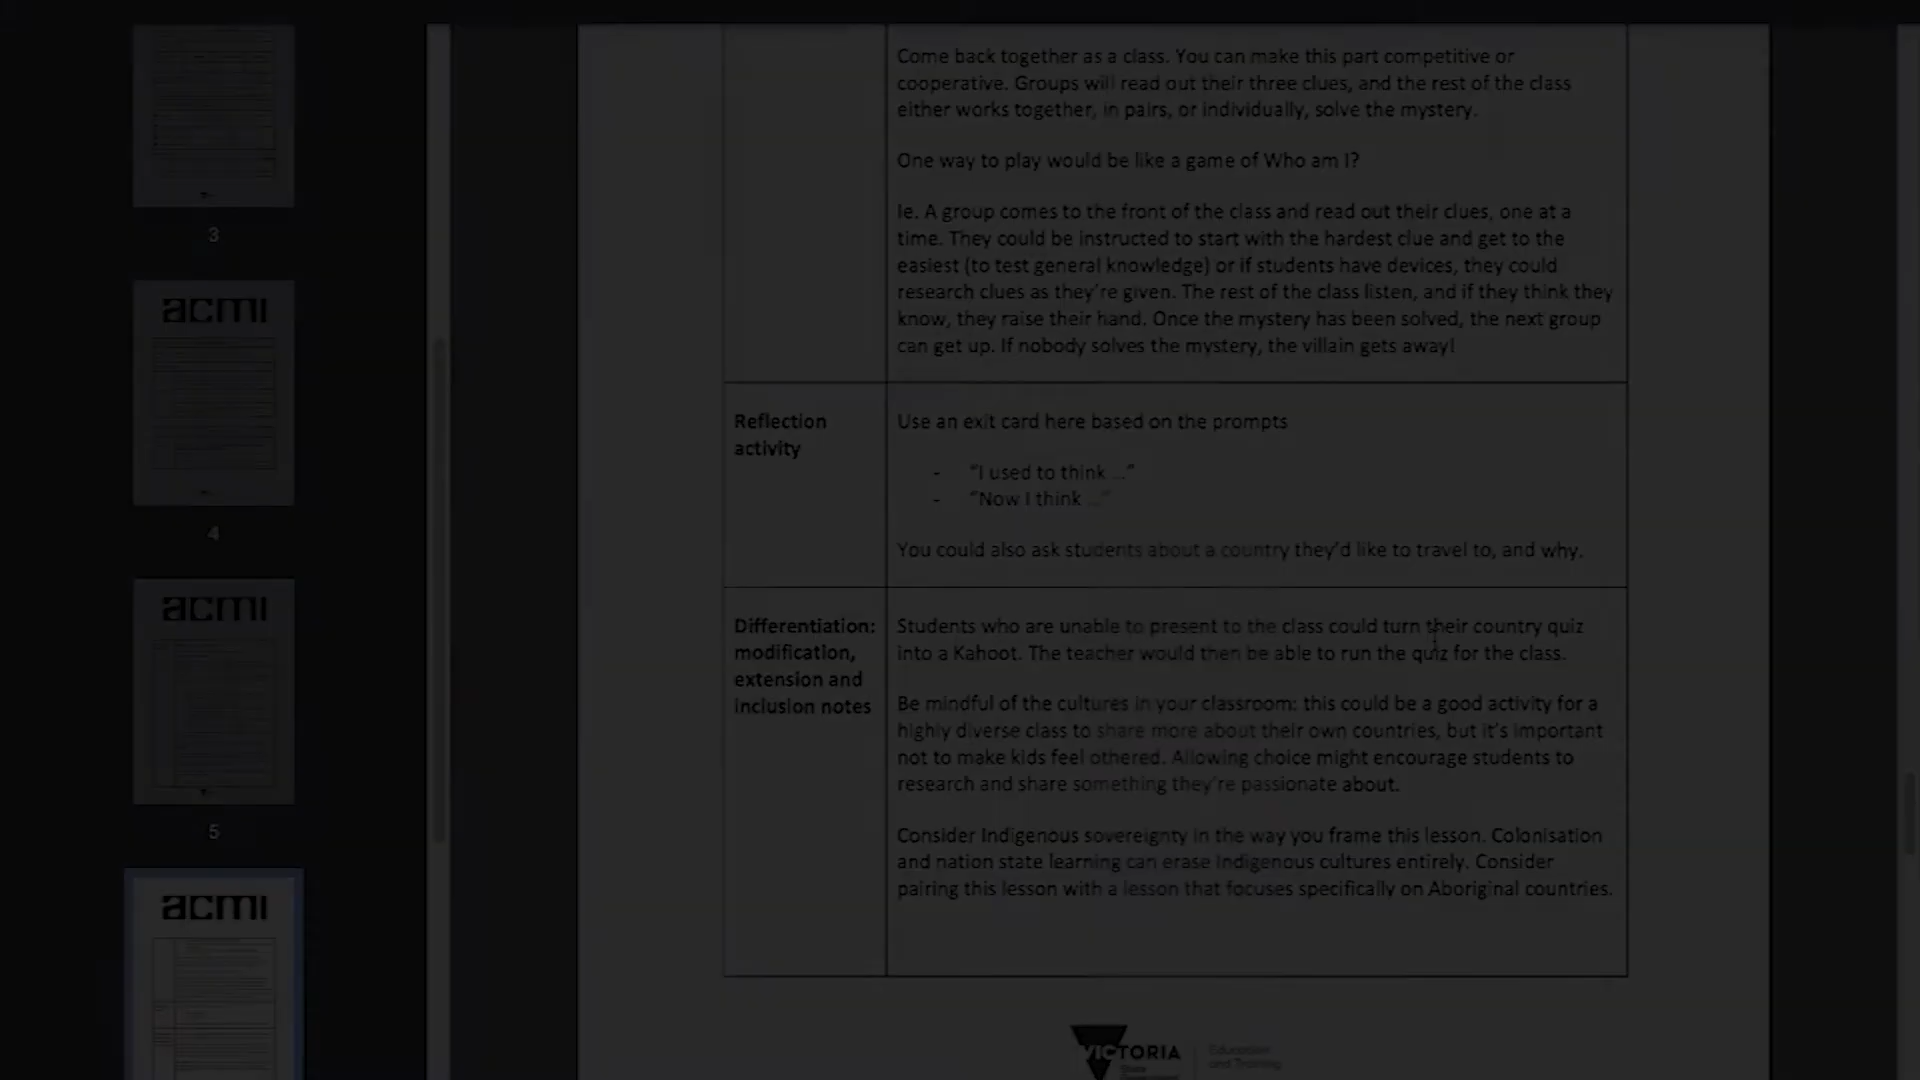 3
acmi
4
acmi
5
acmi
Come back together as a class. You can make this part competitive or
cooperative. Groups will read out their three clues, and the rest of the class
either works together, in pairs, or individually, solve the mystery.
One way to play would be like a game of Who am I?
Ie. A group comes to the front of the class and read out their clues, one at a
time. They could be instructed to start with the hardest clue and get to the
easiest (to test general knowledge) or if students have devices, they could
research clues as they're given. The rest of the class listen, and if they think they
know, they raise their hand. Once the mystery has been solved, the next group
can get up. If nobody solves the mystery, the villain gets away!
Reflection
activity
Use an exit card here based on the prompts
- "I used to think ..."
- "Now I think ..."
You could also ask students about a country they'd like to travel to, and why.
Differentiation:
modification,
extension and
inclusion notes
Students who are unable to present to the class could turn their country quiz
into a Kahoot. The teacher would then be able to run the quiz for the class.
Be mindful of the cultures in your classroom: this could be a good activity for a
highly diverse class to share more about their own countries, but it's important
not to make kids feel othered. Allowing choice might encourage students to
research and share something they're passionate about.
Consider Indigenous sovereignty in the way you frame this lesson. Colonisation
and nation state learning can erase Indigenous cultures entirely. Consider
pairing this lesson with a lesson that focuses specifically on Aboriginal countries.
VICTORIA
State
Education
and Training